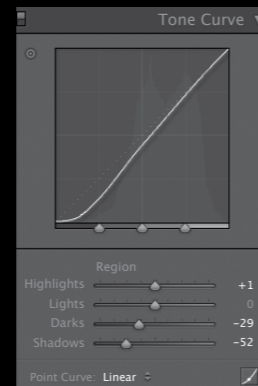 Tone Curve
Region
Highlights +1
Lights 0
Darks -29
Shadows -52
Point Curve: Linear